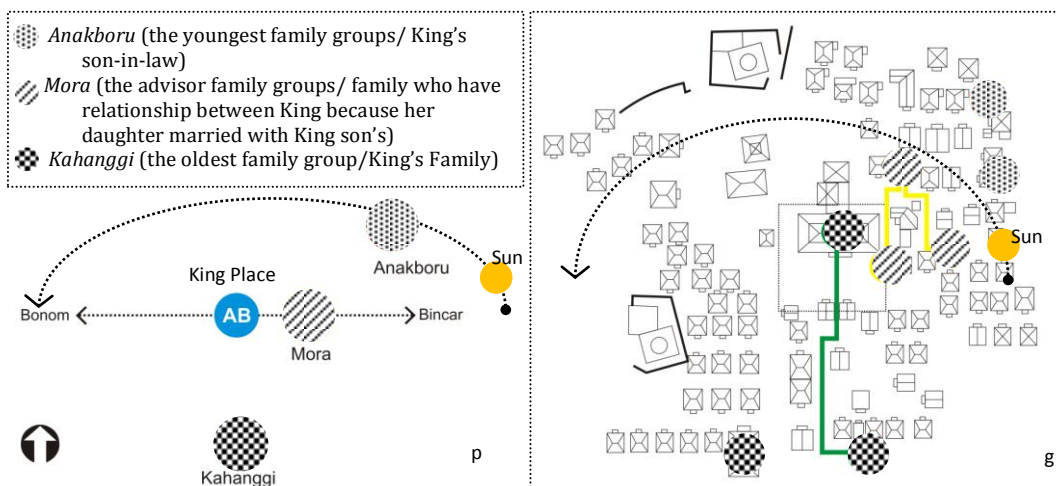 Anakboru (the youngest family groups/ King's
son-in-law)
Mora (the advisor family groups/ family who have
relationship between King because her
daughter married with King son's)
Kahanggi (the oldest family group/King's Family)
Anakboru
Sun
King Place
Bonom
AB
Bincar
Mora
Kahanggi
p
Sun
g